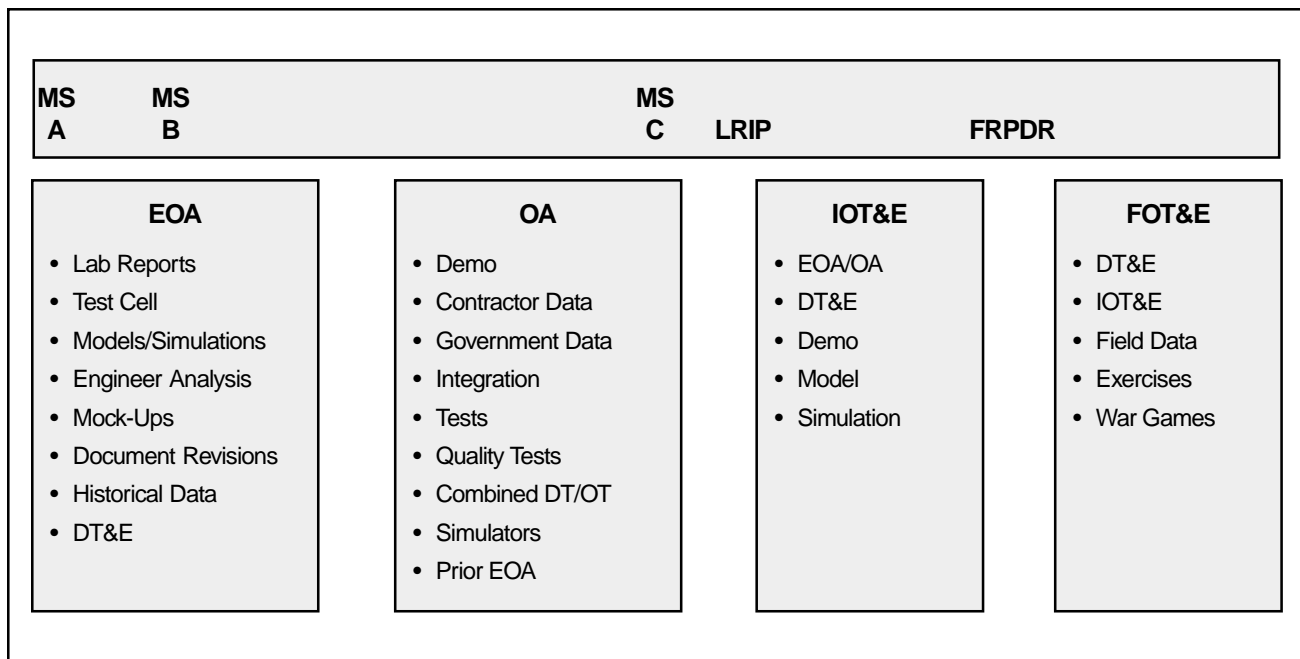 MS MS MS
A B C LRIP FRPDR
EOA
• Lab Reports
• Test Cell
• Models/Simulations
• Engineer Analysis
• Mock-Ups
• Document Revisions
• Historical Data
• DT&E
OA
• Demo
• Contractor Data
• Government Data
• Integration
• Tests
• Quality Tests
• Combined DT/OT
• Simulators
• Prior EOA
IOT&E
• EOA/OA
• DT&E
• Demo
• Model
• Simulation
FOT&E
• DT&E
• IOT&E
• Field Data
• Exercises
• War Games